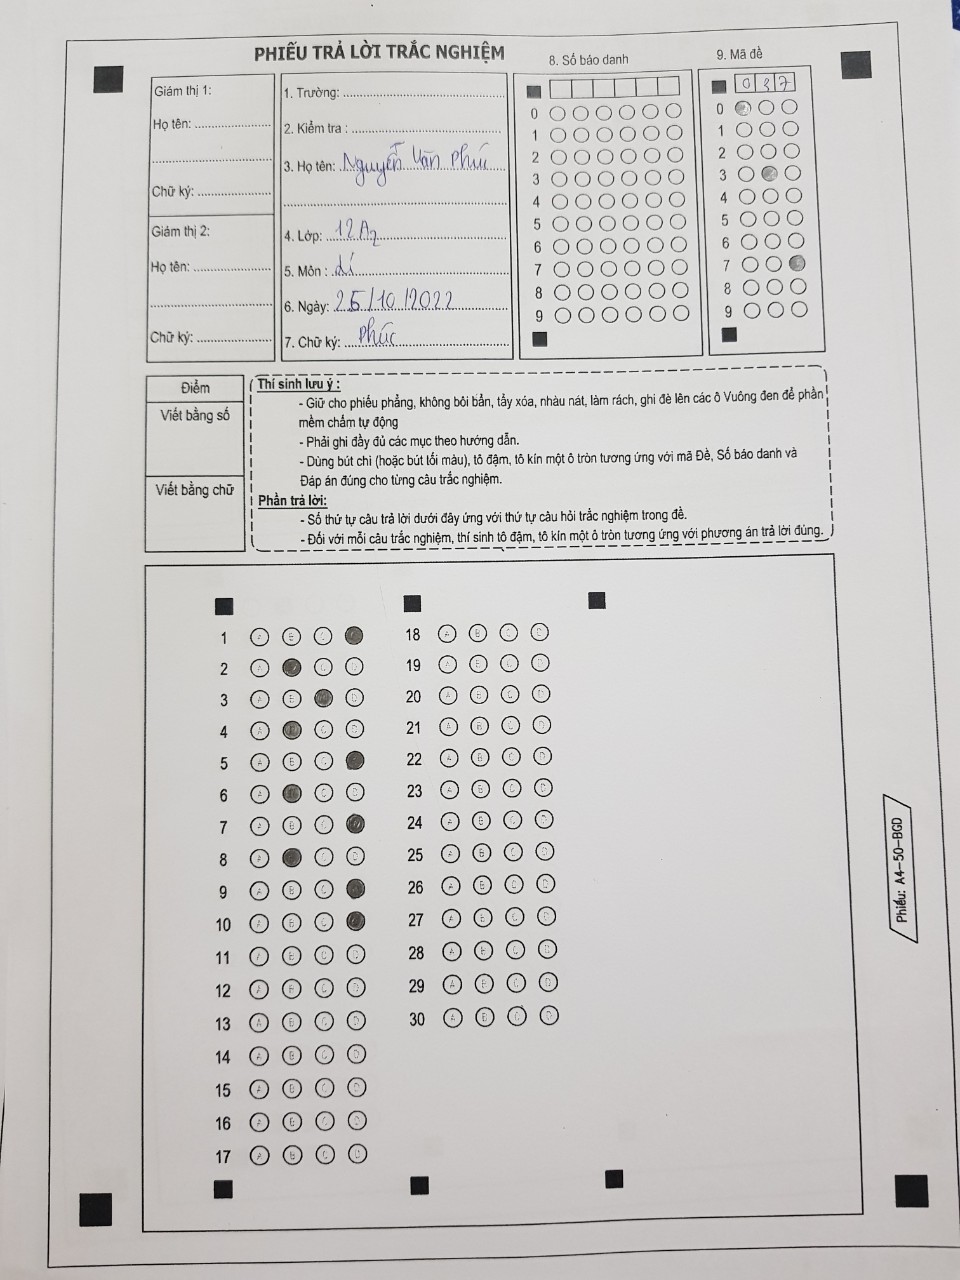 PHIẾU TRẢ LỜI TRẮC NGHIỆM
Giám thị 1:
Họ tên: ..................
Chữ ký: ..................
Giám thị 2:
Họ tên: ..................
Chữ ký: ..................
1. Trường: ..................
2. Kiểm tra : ..................
3. Họ tên: Nguyễn Văn Phúc
4. Lớp: 12A2
5. Môn : Lí
6. Ngày: 25/10/2022
7. Chữ ký: Phúc
8. Số báo danh
0
1
2
3
4
5
6
7
8
9
9. Mã đề
0 3 7
0
1
2
3
4
5
6
7
8
9
Điểm
Viết bằng số
Viết bằng chữ
Thí sinh lưu ý :
- Giữ cho phiếu phẳng, không bôi bẩn, tẩy xóa, nhàu nát, làm rách, ghi đè lên các ô Vuông đen để phần
mềm chấm tự động
- Phải ghi đầy đủ các mục theo hướng dẫn.
- Dùng bút chì (hoặc bút tối màu), tô đậm, tô kín một ô tròn tương ứng với mã Đề, Số báo danh và
Đáp án đúng cho từng câu trắc nghiệm.
Phần trả lời:
- Số thứ tự câu trả lời dưới đây ứng với thứ tự câu hỏi trắc nghiệm trong đề.
- Đối với mỗi câu trắc nghiệm, thí sinh tô đậm, tô kín một ô tròn tương ứng với phương án trả lời đúng.
1 A B C
2 A C D
3 A B D
4 A C D
5 A B C
6 A C D
7 A B C
8 A C D
9 A B C
10 A B C
11 A B C D
12 A B C D
13 A B C D
14 A B C D
15 A B C D
16 A B C D
17 A B C D
18 A B C D
19 A B C D
20 A B C D
21 A B C D
22 A B C D
23 A B C D
24 A B C D
25 A B C D
26 A B C D
27 A B C D
28 A B C D
29 A B C D
30 A B C D
Phiếu: A4-50-BGD